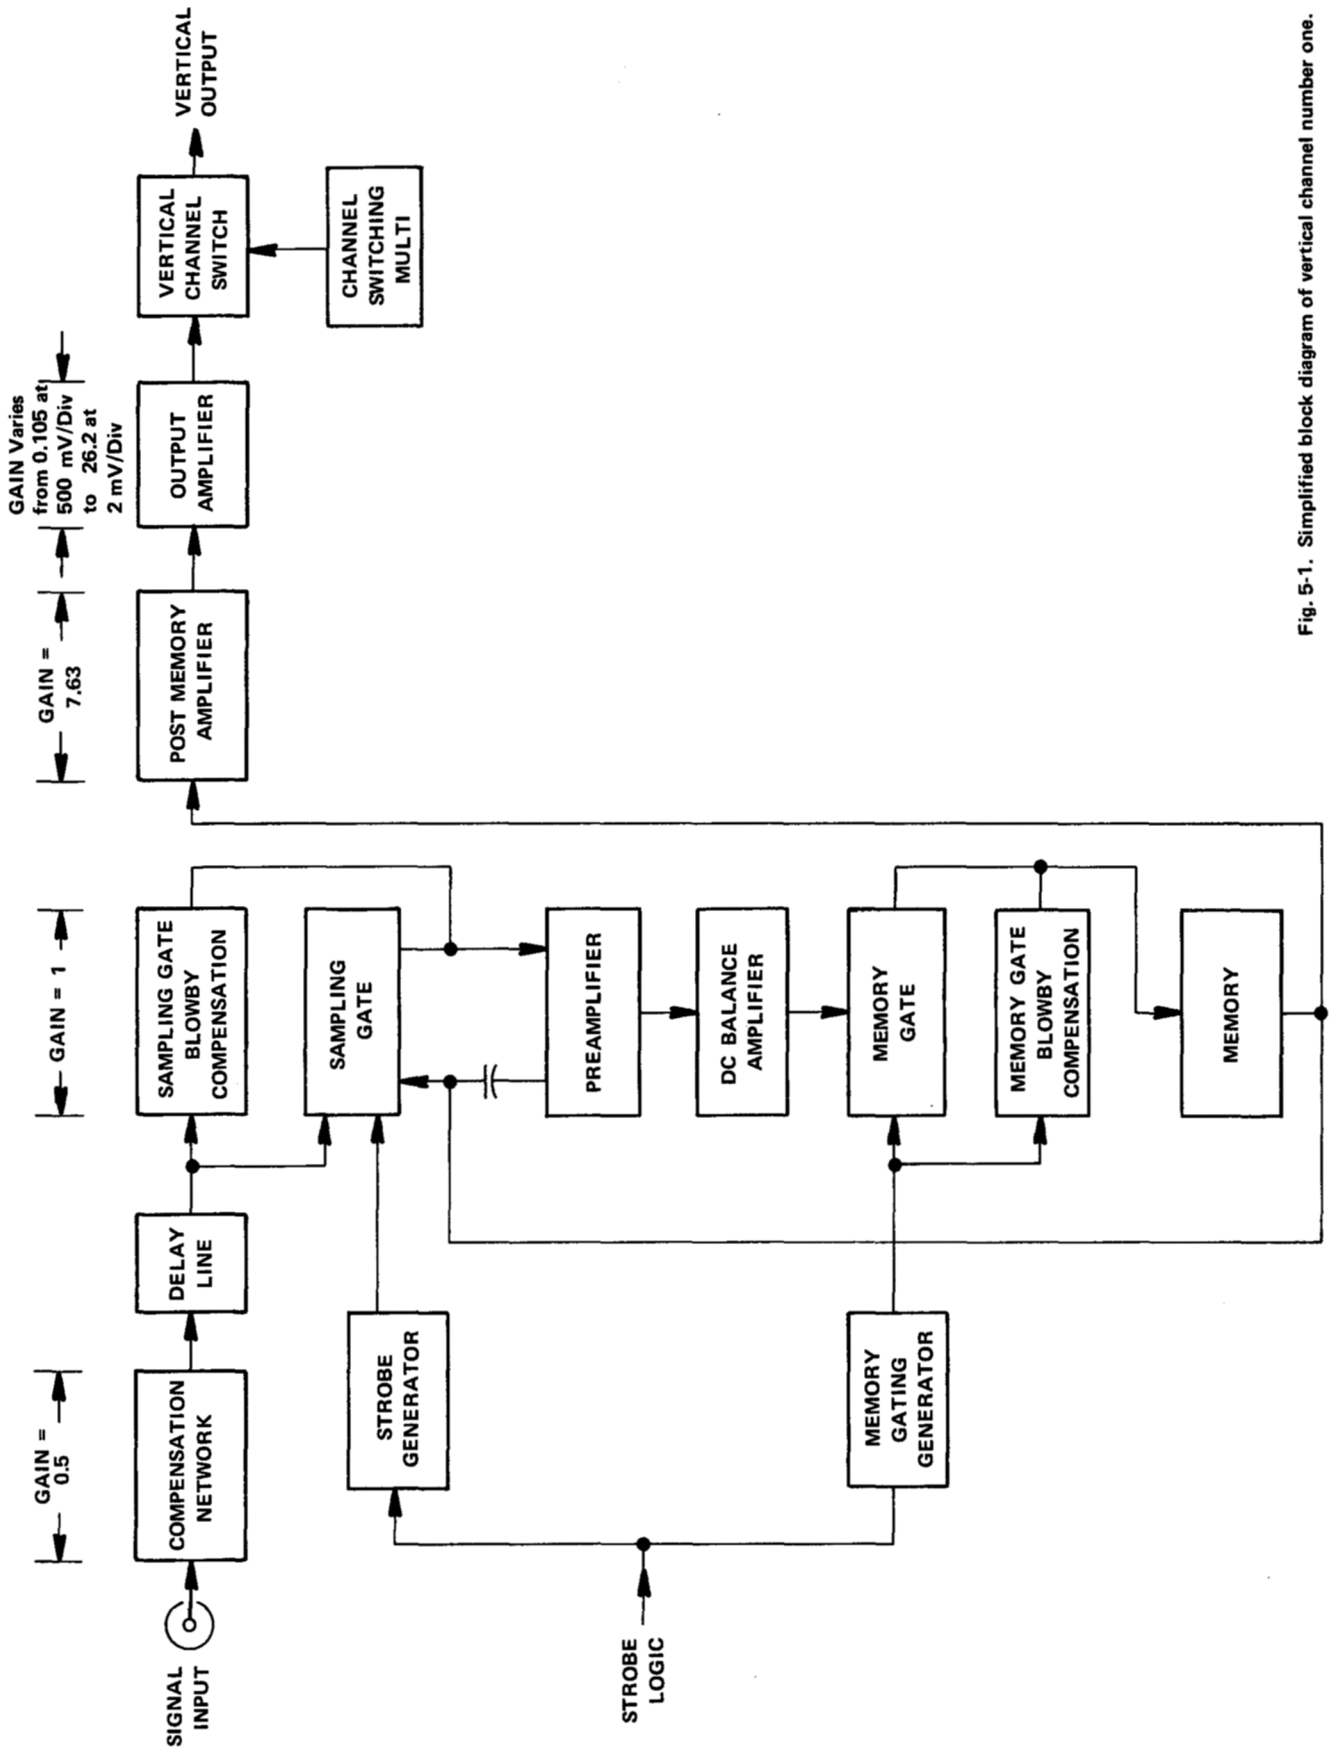 GAIN =
0.5
GAIN = 1
GAIN =
7.63
GAIN Varies
from 0.105 at
500 mV/Div
to 26.2 at
2 mV/Div
SIGNAL
INPUT
COMPENSATION
NETWORK
DELAY
LINE
SAMPLING GATE
BLOWBY
COMPENSATION
POST MEMORY
AMPLIFIER
OUTPUT
AMPLIFIER
VERTICAL
CHANNEL
SWITCH
VERTICAL
OUTPUT
SAMPLING
GATE
CHANNEL
SWITCHING
MULTI
STROBE
GENERATOR
PREAMPLIFIER
STROBE
LOGIC
DC BALANCE
AMPLIFIER
MEMORY
GATING
GENERATOR
MEMORY
GATE
MEMORY GATE
BLOWBY
COMPENSATION
MEMORY
Fig. 5-1. Simplified block diagram of vertical channel number one.